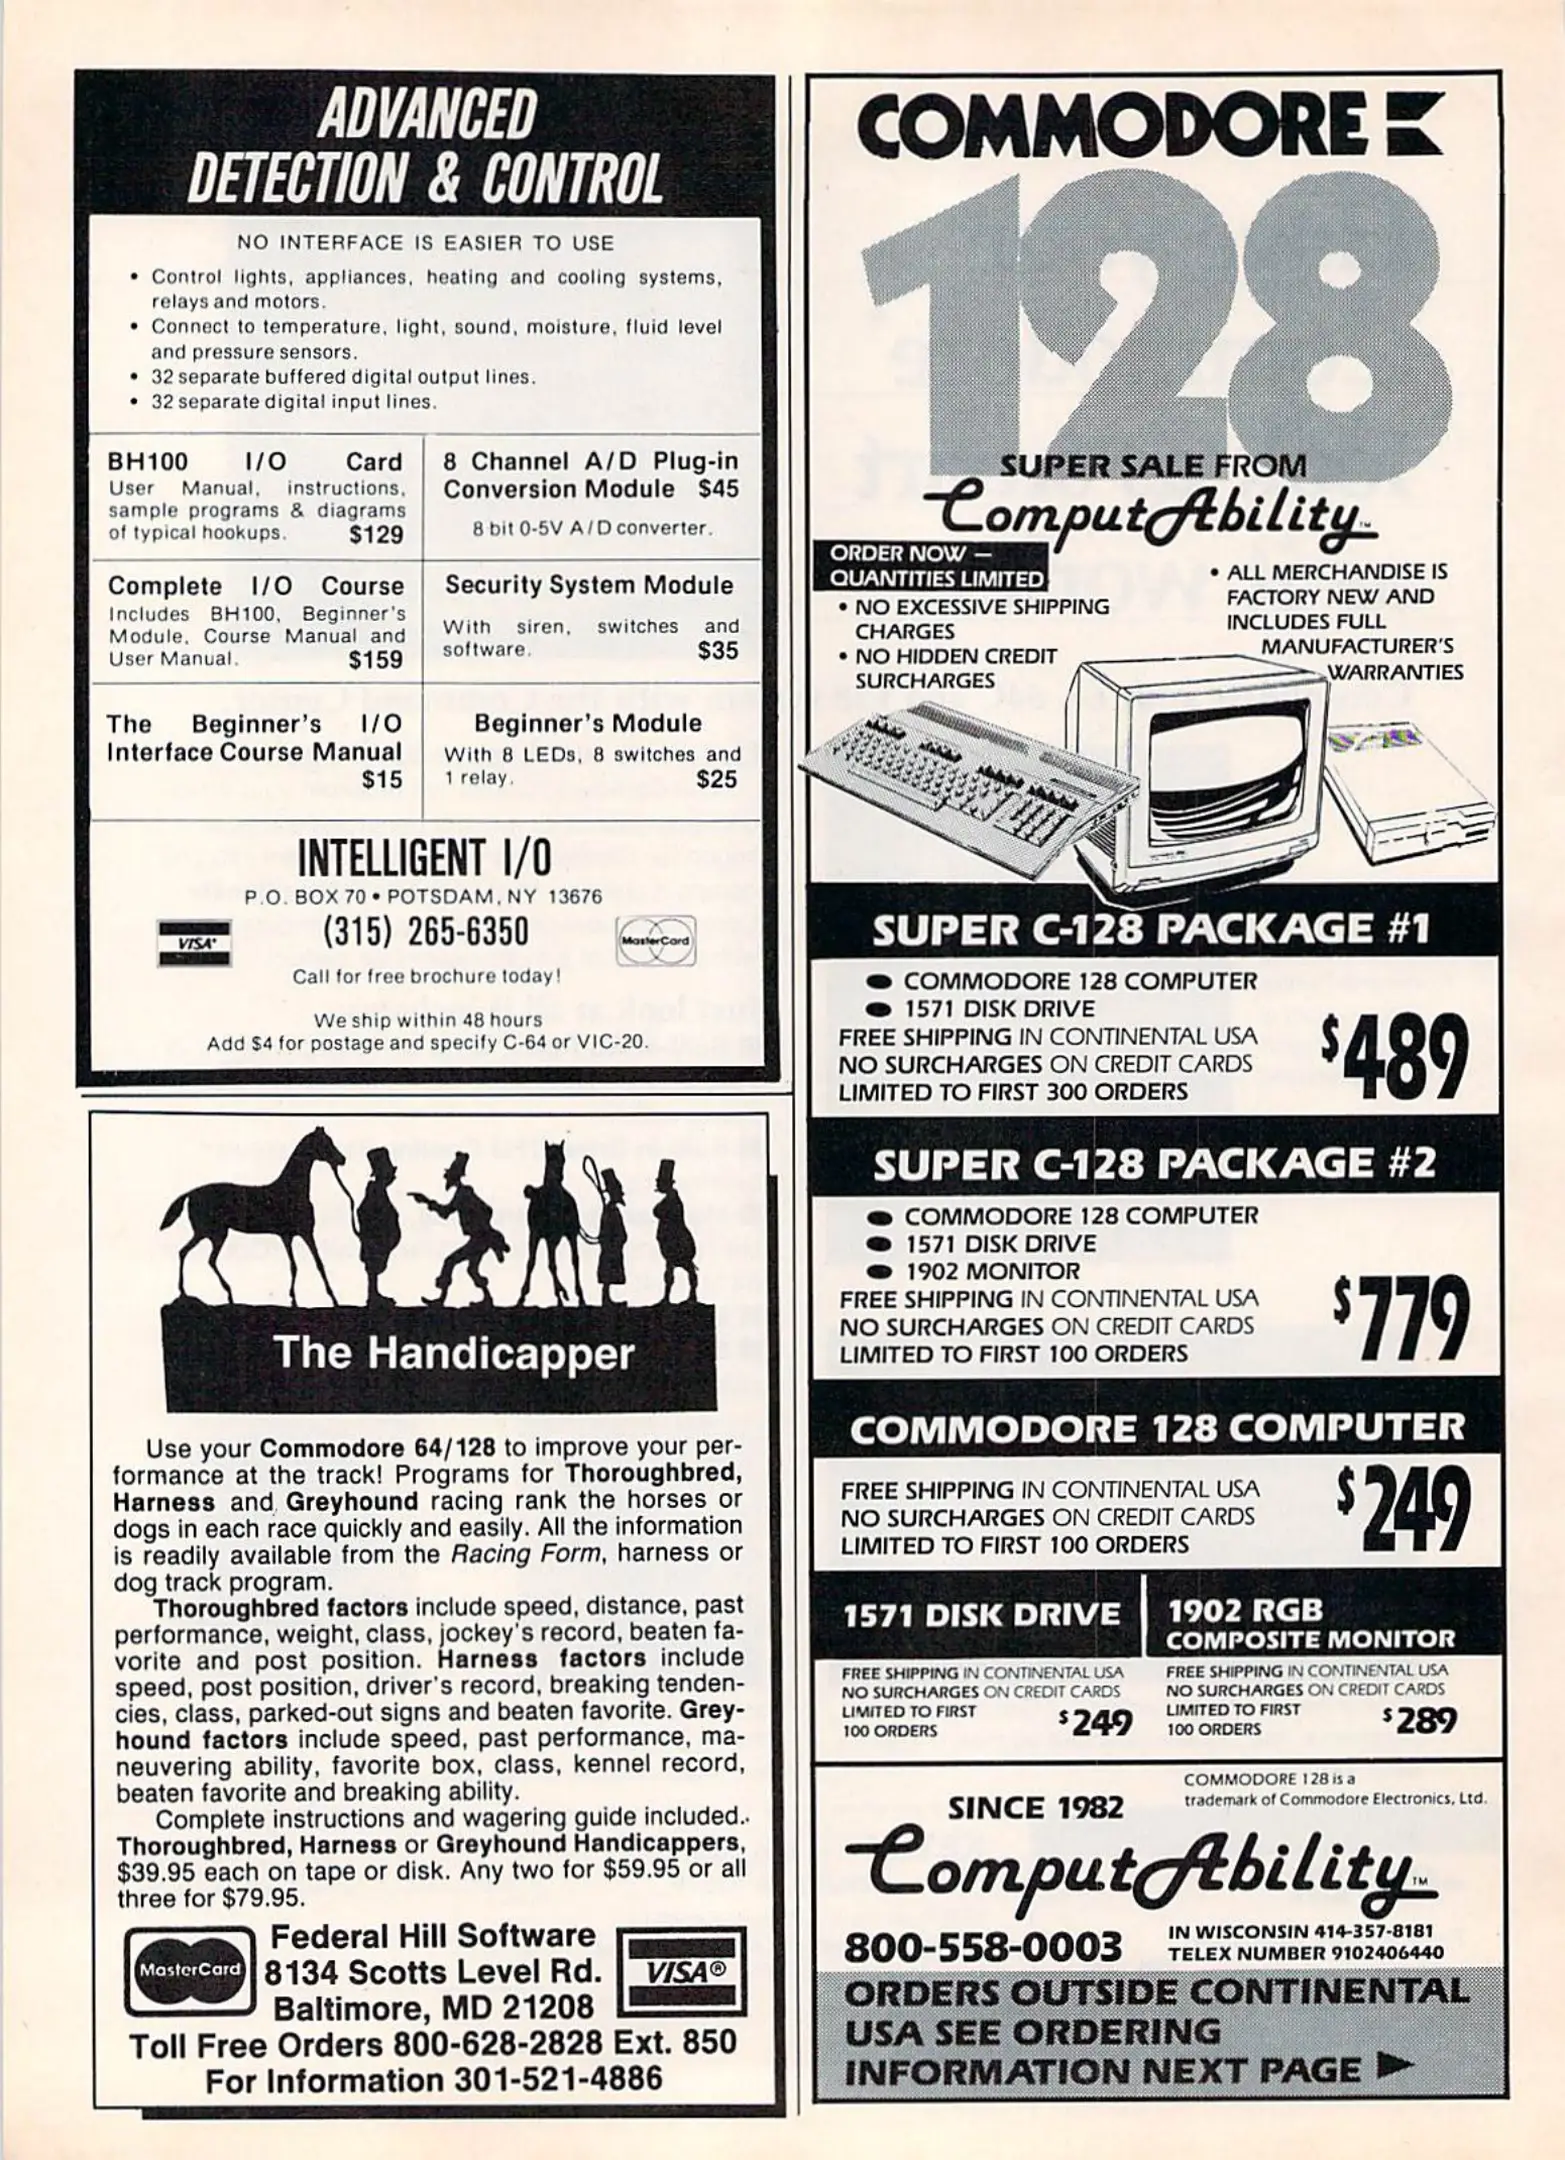 ADVANCED
DETECTION & CONTROL
NO INTERFACE IS EASIER TO USE
• Control lights, appliances, heating and cooling systems,
relays and motors.
• Connect to temperature, light, sound, moisture, fluid level
and pressure sensors.
• 32 separate buffered digital output lines.
• 32 separate digital input lines.
BH100 I/O Card
User Manual, instructions,
sample programs & diagrams
of typical hookups. $129
8 Channel A/D Plug-in
Conversion Module $45
8 bit 0-5V A/D converter.
Complete I/O Course
Includes BH100, Beginner's
Module, Course Manual and
User Manual. $159
Security System Module
With siren, switches and
software. $35
The Beginner's I/O
Interface Course Manual
$15
Beginner's Module
With 8 LEDs, 8 switches and
1 relay. $25
INTELLIGENT I/O
P.O. BOX 70 • POTSDAM, NY 13676
VISA®
(315) 265-6350
MasterCard
Call for free brochure today!
We ship within 48 hours
Add $4 for postage and specify C-64 or VIC-20.
The Handicapper
Use your Commodore 64/128 to improve your per-
formance at the track! Programs for Thoroughbred,
Harness and Greyhound racing rank the horses or
dogs in each race quickly and easily. All the information
is readily available from the Racing Form, harness or
dog track program.
Thoroughbred factors include speed, distance, past
performance, weight, class, jockey's record, beaten fa-
vorite and post position. Harness factors include
speed, post position, driver's record, breaking tenden-
cies, class, parked-out signs and beaten favorite. Grey-
hound factors include speed, past performance, ma-
neuvering ability, favorite box, class, kennel record,
beaten favorite and breaking ability.
Complete instructions and wagering guide included.
Thoroughbred, Harness or Greyhound Handicappers,
$39.95 each on tape or disk. Any two for $59.95 or all
three for $79.95.
MasterCard
Federal Hill Software
8134 Scotts Level Rd.
Baltimore, MD 21208
VISA®
Toll Free Orders 800-628-2828 Ext. 850
For Information 301-521-4886
COMMODORE
128
SUPER SALE FROM
ComputAbility™
ORDER NOW —
QUANTITIES LIMITED
• NO EXCESSIVE SHIPPING
CHARGES
• NO HIDDEN CREDIT
SURCHARGES
• ALL MERCHANDISE IS
FACTORY NEW AND
INCLUDES FULL
MANUFACTURER'S
WARRANTIES
SUPER C-128 PACKAGE #1
● COMMODORE 128 COMPUTER
● 1571 DISK DRIVE
FREE SHIPPING IN CONTINENTAL USA
NO SURCHARGES ON CREDIT CARDS
LIMITED TO FIRST 300 ORDERS
$489
SUPER C-128 PACKAGE #2
● COMMODORE 128 COMPUTER
● 1571 DISK DRIVE
● 1902 MONITOR
FREE SHIPPING IN CONTINENTAL USA
NO SURCHARGES ON CREDIT CARDS
LIMITED TO FIRST 100 ORDERS
$779
COMMODORE 128 COMPUTER
FREE SHIPPING IN CONTINENTAL USA
NO SURCHARGES ON CREDIT CARDS
LIMITED TO FIRST 100 ORDERS
$249
1571 DISK DRIVE
FREE SHIPPING IN CONTINENTAL USA
NO SURCHARGES ON CREDIT CARDS
LIMITED TO FIRST
100 ORDERS $249
1902 RGB
COMPOSITE MONITOR
FREE SHIPPING IN CONTINENTAL USA
NO SURCHARGES ON CREDIT CARDS
LIMITED TO FIRST
100 ORDERS $289
COMMODORE 128 is a
trademark of Commodore Electronics, Ltd.
SINCE 1982
ComputAbility™
800-558-0003
IN WISCONSIN 414-357-8181
TELEX NUMBER 9102406440
ORDERS OUTSIDE CONTINENTAL
USA SEE ORDERING
INFORMATION NEXT PAGE ▶